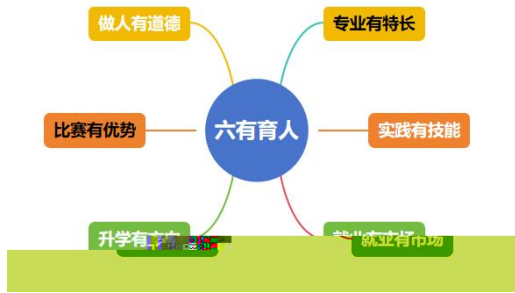 做人有道德
专业有特长
比赛有优势
六有育人
实践有技能
升学有
就业有市场